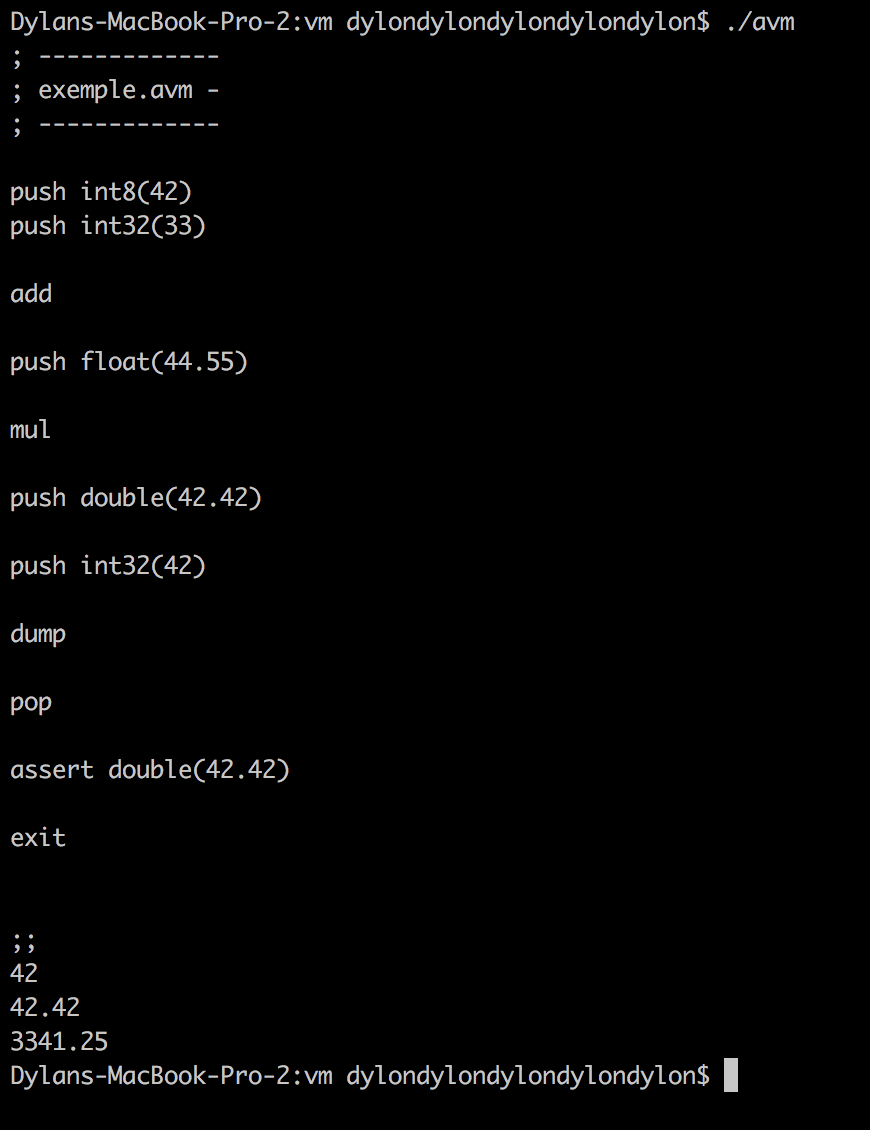 Dylans-MacBook-Pro-2:vm dylondylondylondylondylon$ ./avm
; -------------
; exemple.avm -
; -------------
push int8(42)
push int32(33)
add
push float(44.55)
mul
push double(42.42)
push int32(42)
dump
pop
assert double(42.42)
exit
;;
42
42.42
3341.25
Dylans-MacBook-Pro-2:vm dylondylondylondylondylon$